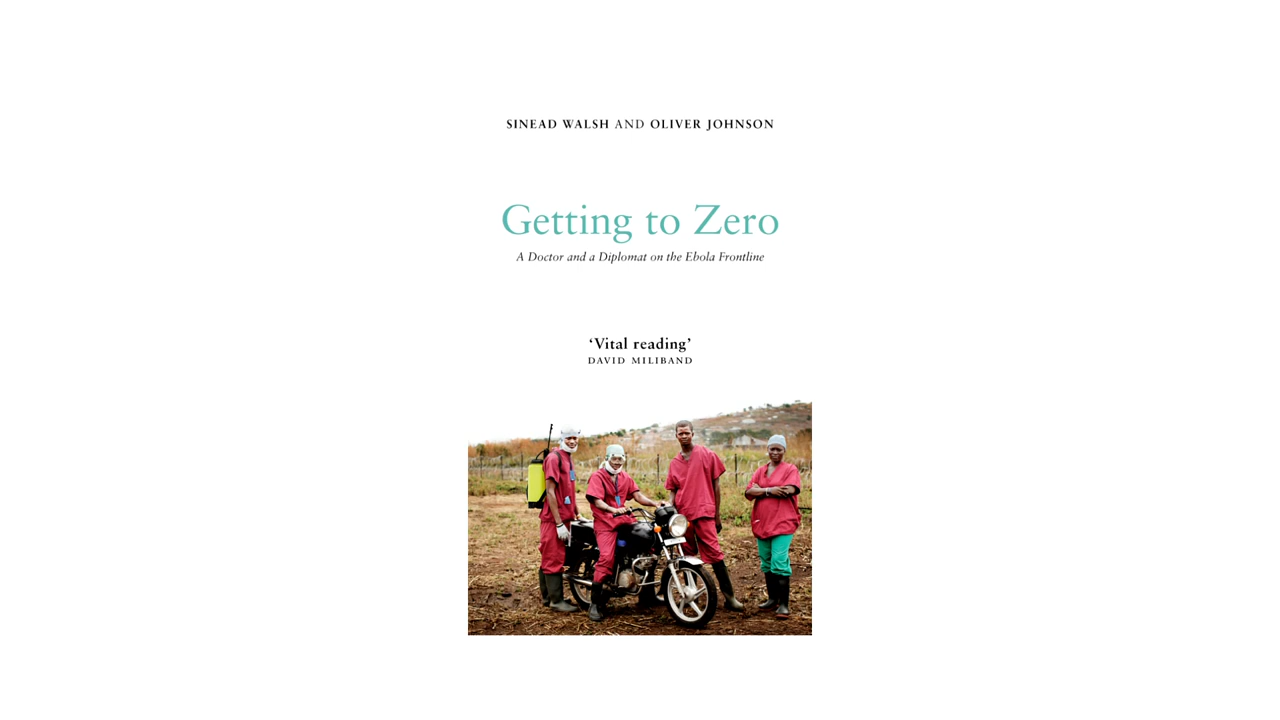 SINEAD WALSH AND OLIVER JOHNSON
Getting to Zero
A Doctor and a Diplomat on the Ebola Frontline
‘Vital reading’
DAVID MILIBAND